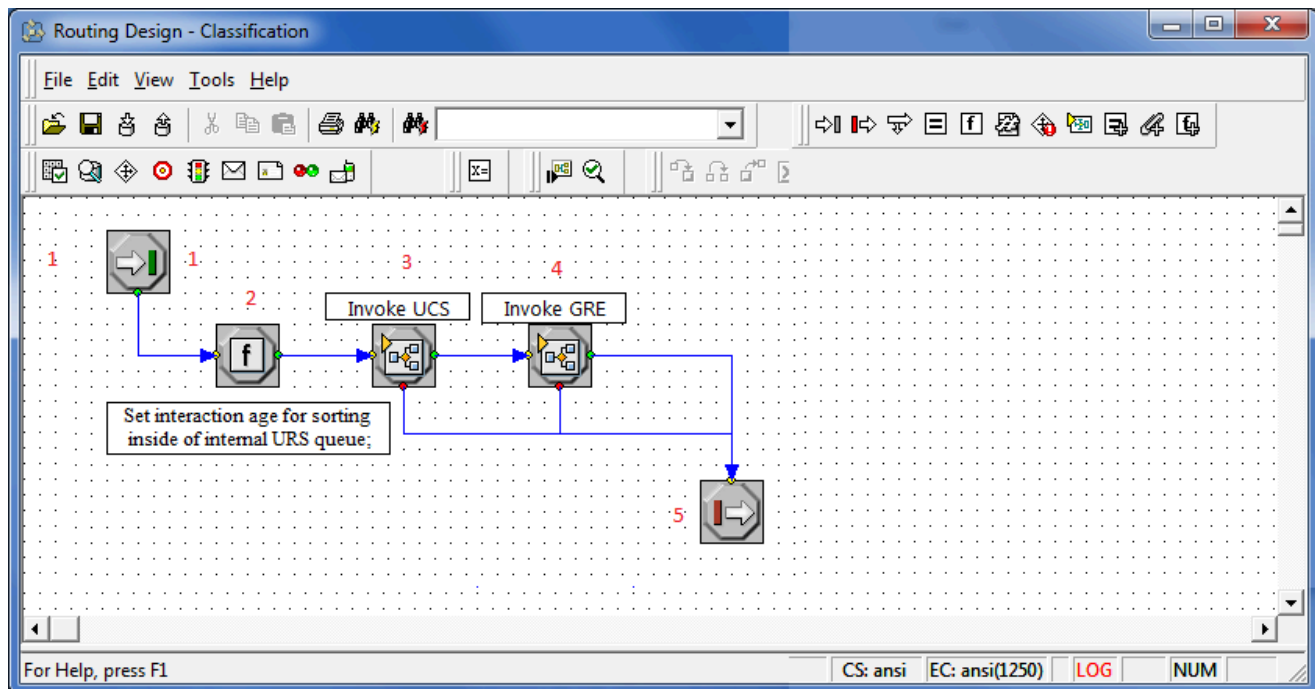 Routing Design - Classification
File Edit View Tools Help
1
1
2
3
4
Invoke UCS
Invoke GRE
f
Set interaction age for sorting
inside of internal URS queue;
5
For Help, press F1
CS: ansi
EC: ansi(1250)
LOG
NUM